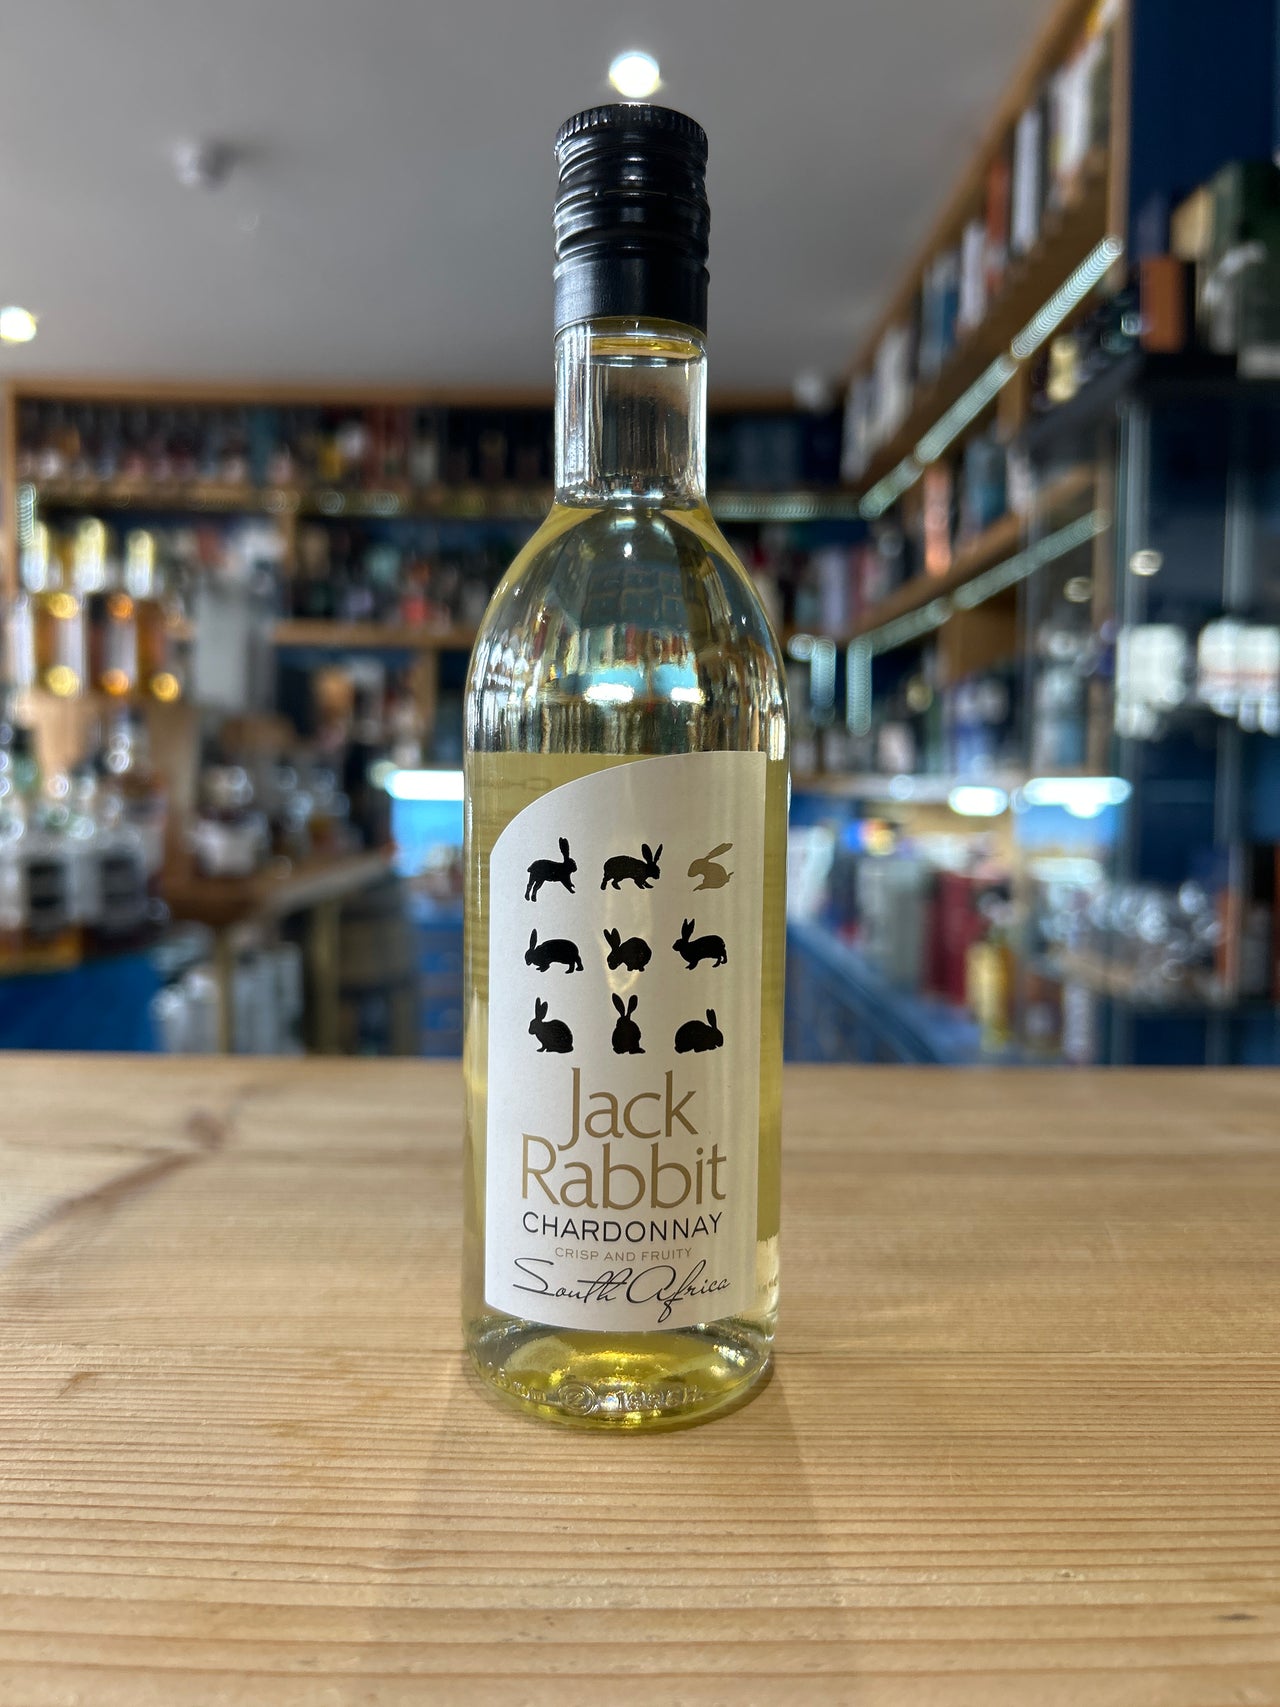 Jack
Rabbit
CHARDONNAY
CRISP AND FRUITY
South Africa